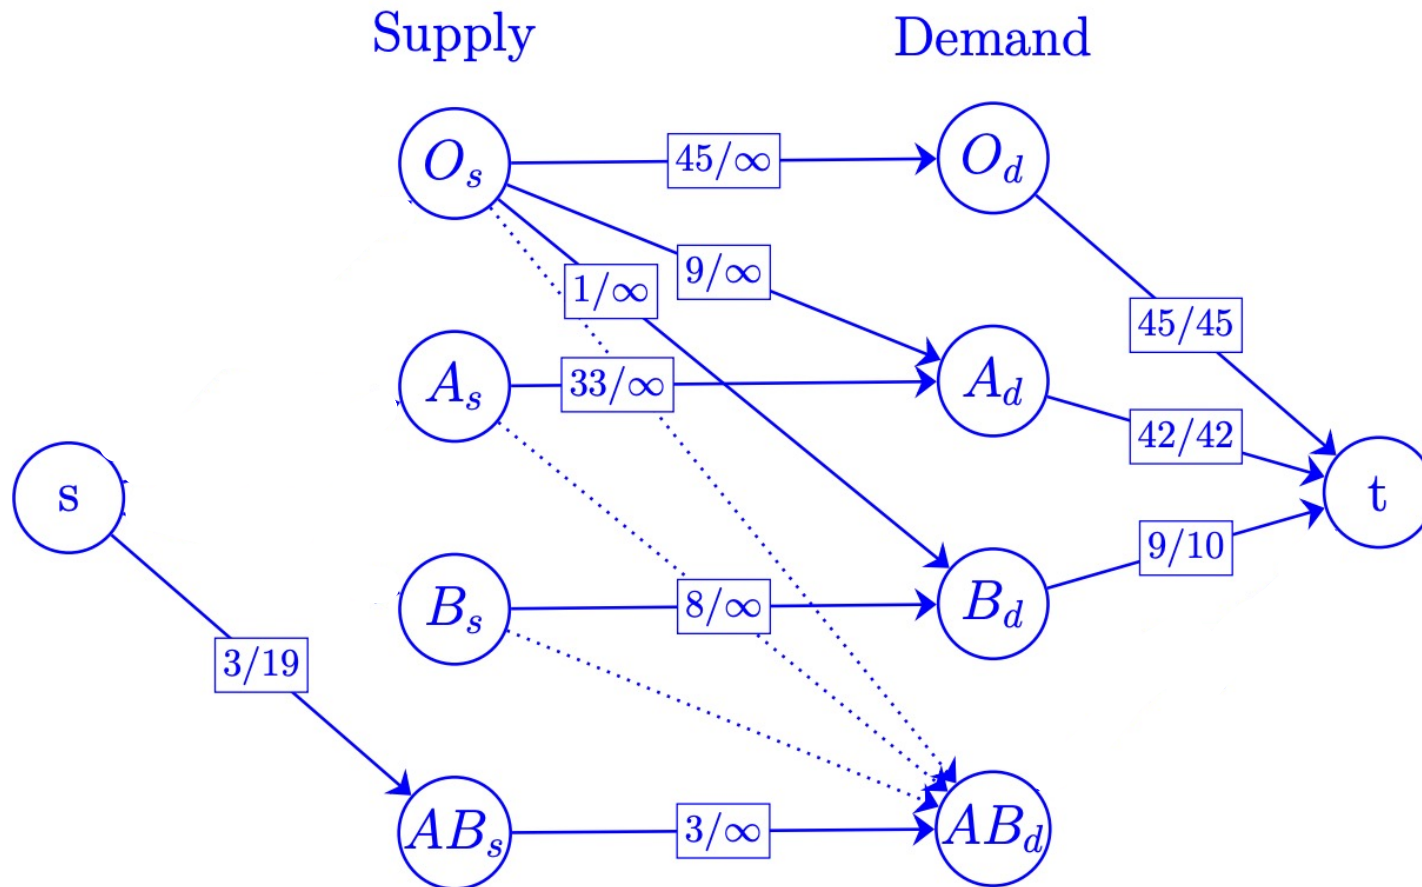 Supply Demand
O_s 45/∞ O_d
9/∞
1/∞
45/45
A_s 33/∞ A_d
42/42
s t
9/10
B_s 8/∞ B_d
3/19
AB_s 3/∞ AB_d